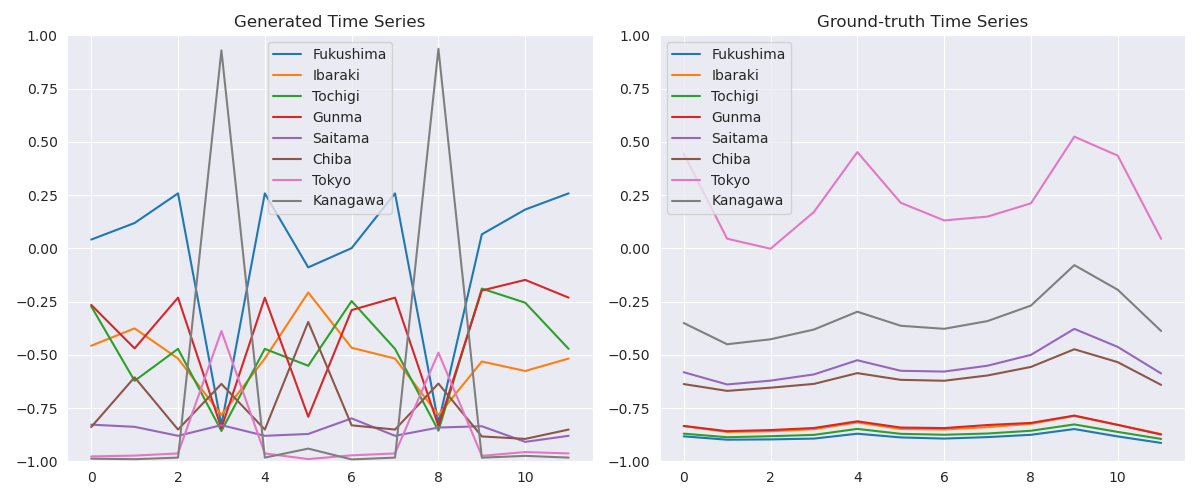 Generated Time Series
1.00
0.75
0.50
0.25
0.00
−0.25
−0.50
−0.75
−1.00
0 2 4 6 8 10
Fukushima
Ibaraki
Tochigi
Gunma
Saitama
Chiba
Tokyo
Kanagawa
Ground-truth Time Series
1.00
0.75
0.50
0.25
0.00
−0.25
−0.50
−0.75
−1.00
0 2 4 6 8 10
Fukushima
Ibaraki
Tochigi
Gunma
Saitama
Chiba
Tokyo
Kanagawa